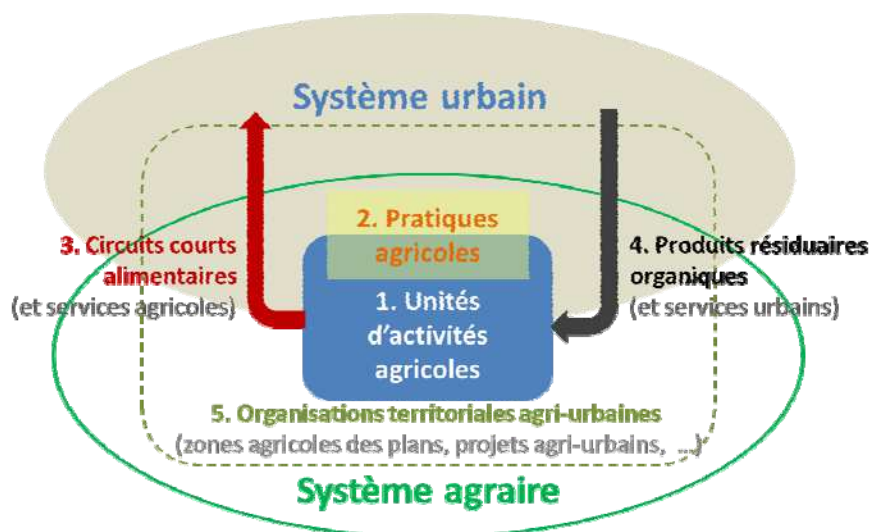 Système urbain
2. Pratiques
agricoles
3. Circuits courts
alimentaires
(et services agricoles)
4. Produits résiduaires
organiques
(et services urbains)
1. Unités
d'activités
agricoles
5. Organisations territoriales agri-urbaines
(zones agricoles des plans, projets agri-urbains, ...)
Système agraire